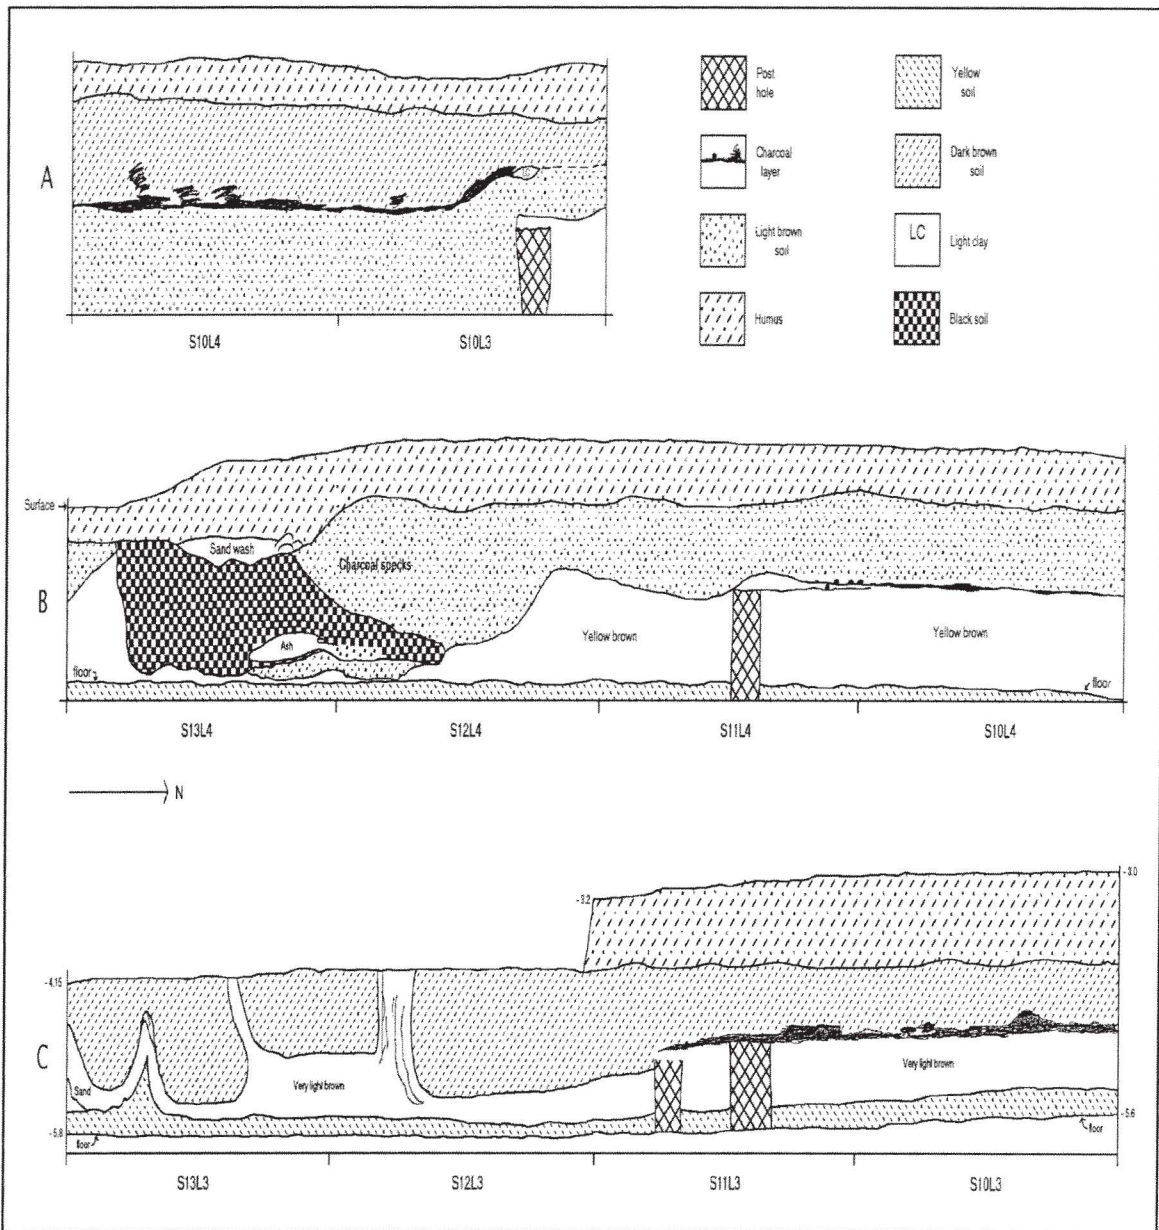 A
LC
S10L4
S10L3
Post
hole
Yellow
soil
Charcoal
layer
Dark brown
soil
Light brown
soil
LC
Light clay
Humus
Black soil
B
Surface
Sand wash
Charcoal specks
Ash
Yellow brown
Yellow brown
floor
floor
S13L4
S12L4
S11L4
S10L4
N
C
-3.0
-3.2
-4.15
Sand
Very light brown
Very light brown
-5.6
-5.8
floor
floor
S13L3
S12L3
S11L3
S10L3